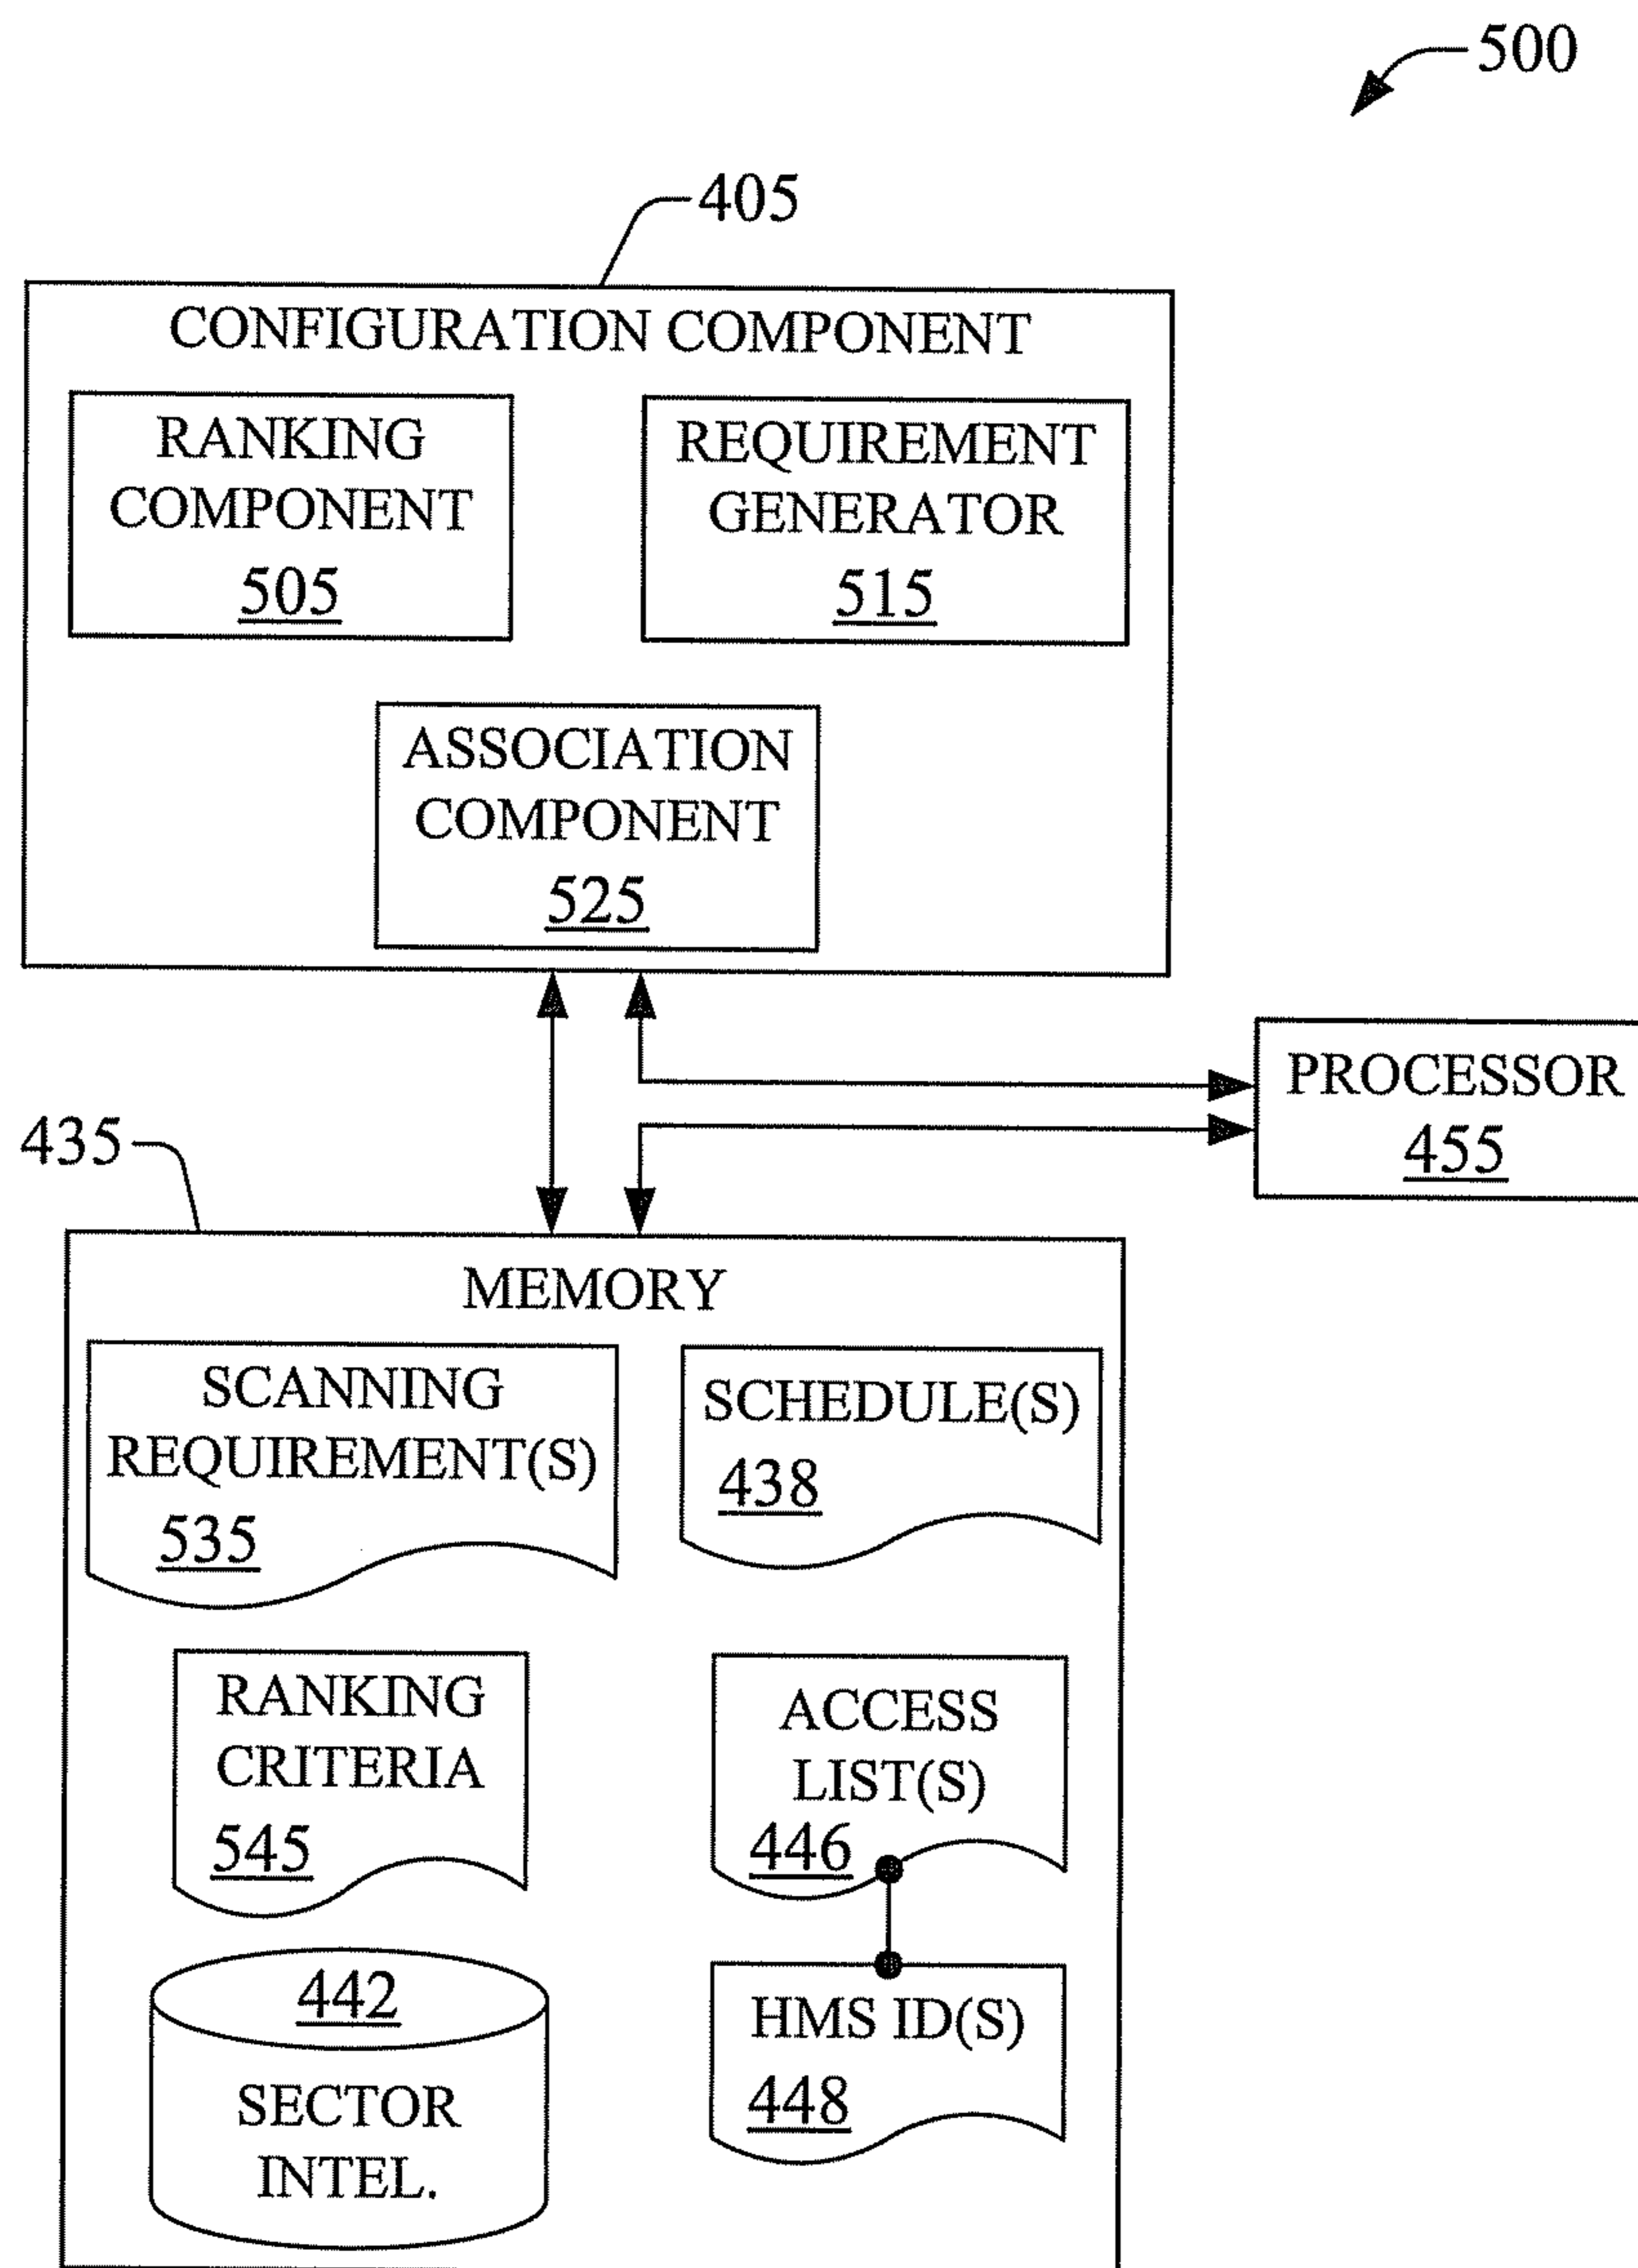 500
405
CONFIGURATION COMPONENT
RANKING
COMPONENT
505
REQUIREMENT
GENERATOR
515
ASSOCIATION
COMPONENT
525
PROCESSOR
455
435
MEMORY
SCANNING
REQUIREMENT(S)
535
SCHEDULE(S)
438
RANKING
CRITERIA
545
ACCESS
LIST(S)
446
442
SECTOR
INTEL.
HMS ID(S)
448